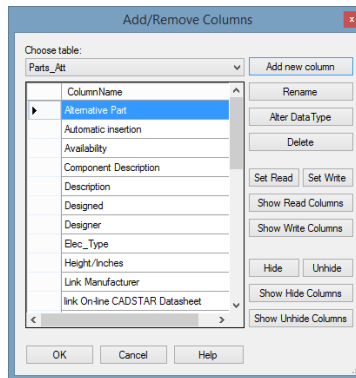 Add/Remove Columns
x
Choose table:
Parts_Att
Add new column
ColumnName
Rename
Alternative Part
Alter DataType
Automatic insertion
Availability
Delete
Component Description
Description
Set Read Set Write
Designed
Show Read Columns
Designer
Show Write Columns
Elec_Type
Height/Inches
Hide Unhide
Link Manufacturer
Show Hide Columns
link On-line CADSTAR Datasheet
Show Unhide Columns
OK Cancel Help